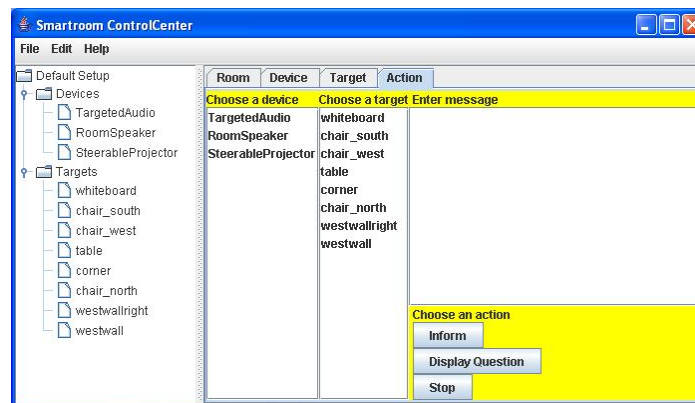 Smartroom ControlCenter
File Edit Help
Default Setup
Devices
TargetedAudio
RoomSpeaker
SteerableProjector
Targets
whiteboard
chair_south
chair_west
table
corner
chair_north
westwallright
westwall
Room Device Target Action
Choose a device Choose a target Enter message
TargetedAudio
RoomSpeaker
SteerableProjector
whiteboard
chair_south
chair_west
table
corner
chair_north
westwallright
westwall
Choose an action
Inform
Display Question
Stop